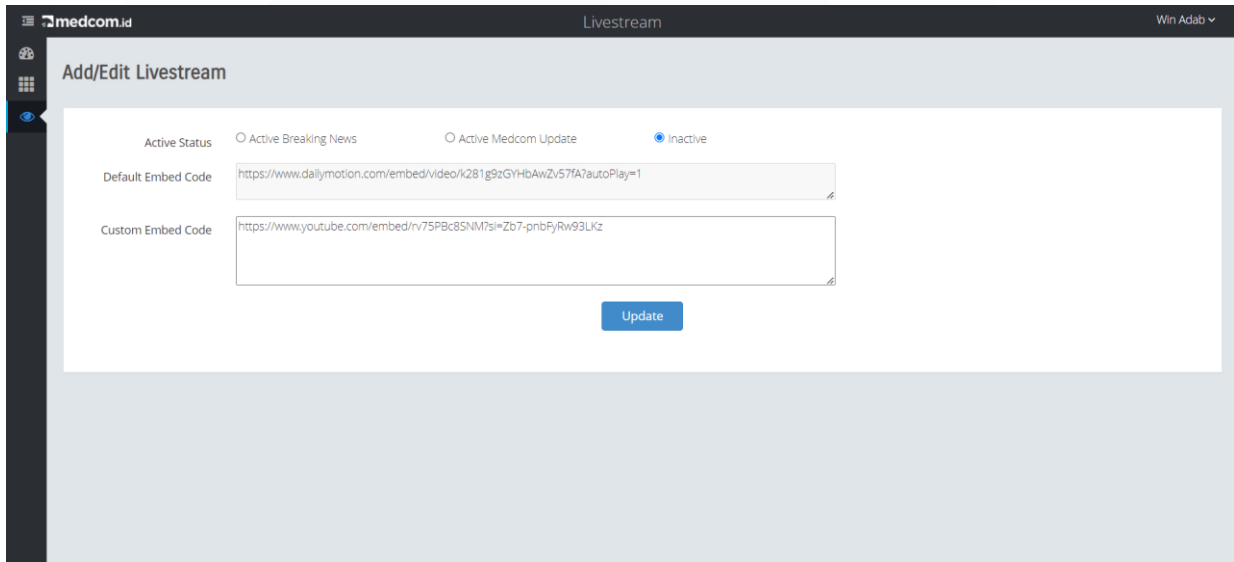 medcom.id Livestream Win Adab
Add/Edit Livestream
Active Status Active Breaking News Active Medcom Update Inactive
Default Embed Code https://www.dailymotion.com/embed/video/k281g9zGYHbAwZv57fA?autoPlay=1
Custom Embed Code https://www.youtube.com/embed/rv75PBc8SNM?si=Zb7-pnbFyRw93LKz
Update